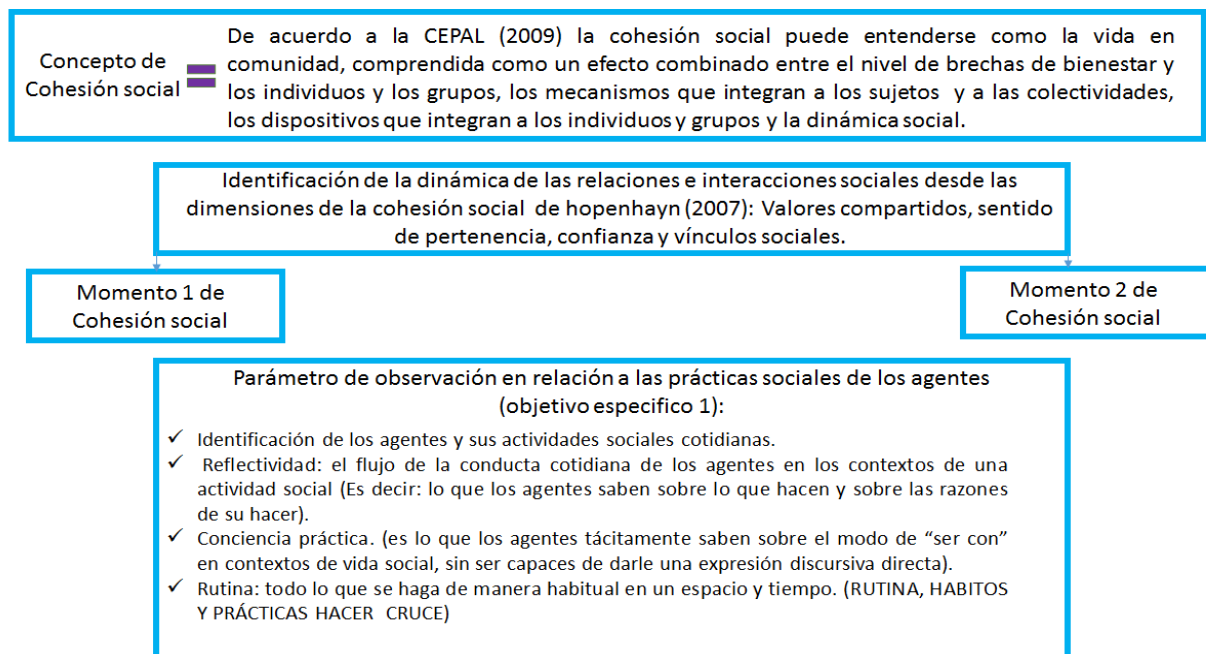 Concepto de
Cohesión social
De acuerdo a la CEPAL (2009) la cohesión social puede entenderse como la vida en
comunidad, comprendida como un efecto combinado entre el nivel de brechas de bienestar y
los individuos y los grupos, los mecanismos que integran a los sujetos y a las colectividades,
los dispositivos que integran a los individuos y grupos y la dinámica social.
Identificación de la dinámica de las relaciones e interacciones sociales desde las
dimensiones de la cohesión social de hopenhayn (2007): Valores compartidos, sentido
de pertenencia, confianza y vínculos sociales.
Momento 1 de
Cohesión social
Momento 2 de
Cohesión social
Parámetro de observación en relación a las prácticas sociales de los agentes
(objetivo especifico 1):
✓ Identificación de los agentes y sus actividades sociales cotidianas.
✓ Reflectividad: el flujo de la conducta cotidiana de los agentes en los contextos de una
actividad social (Es decir: lo que los agentes saben sobre lo que hacen y sobre las razones
de su hacer).
✓ Conciencia práctica. (es lo que los agentes tácitamente saben sobre el modo de “ser con”
en contextos de vida social, sin ser capaces de darle una expresión discursiva directa).
✓ Rutina: todo lo que se haga de manera habitual en un espacio y tiempo. (RUTINA, HABITOS
Y PRÁCTICAS HACER CRUCE)